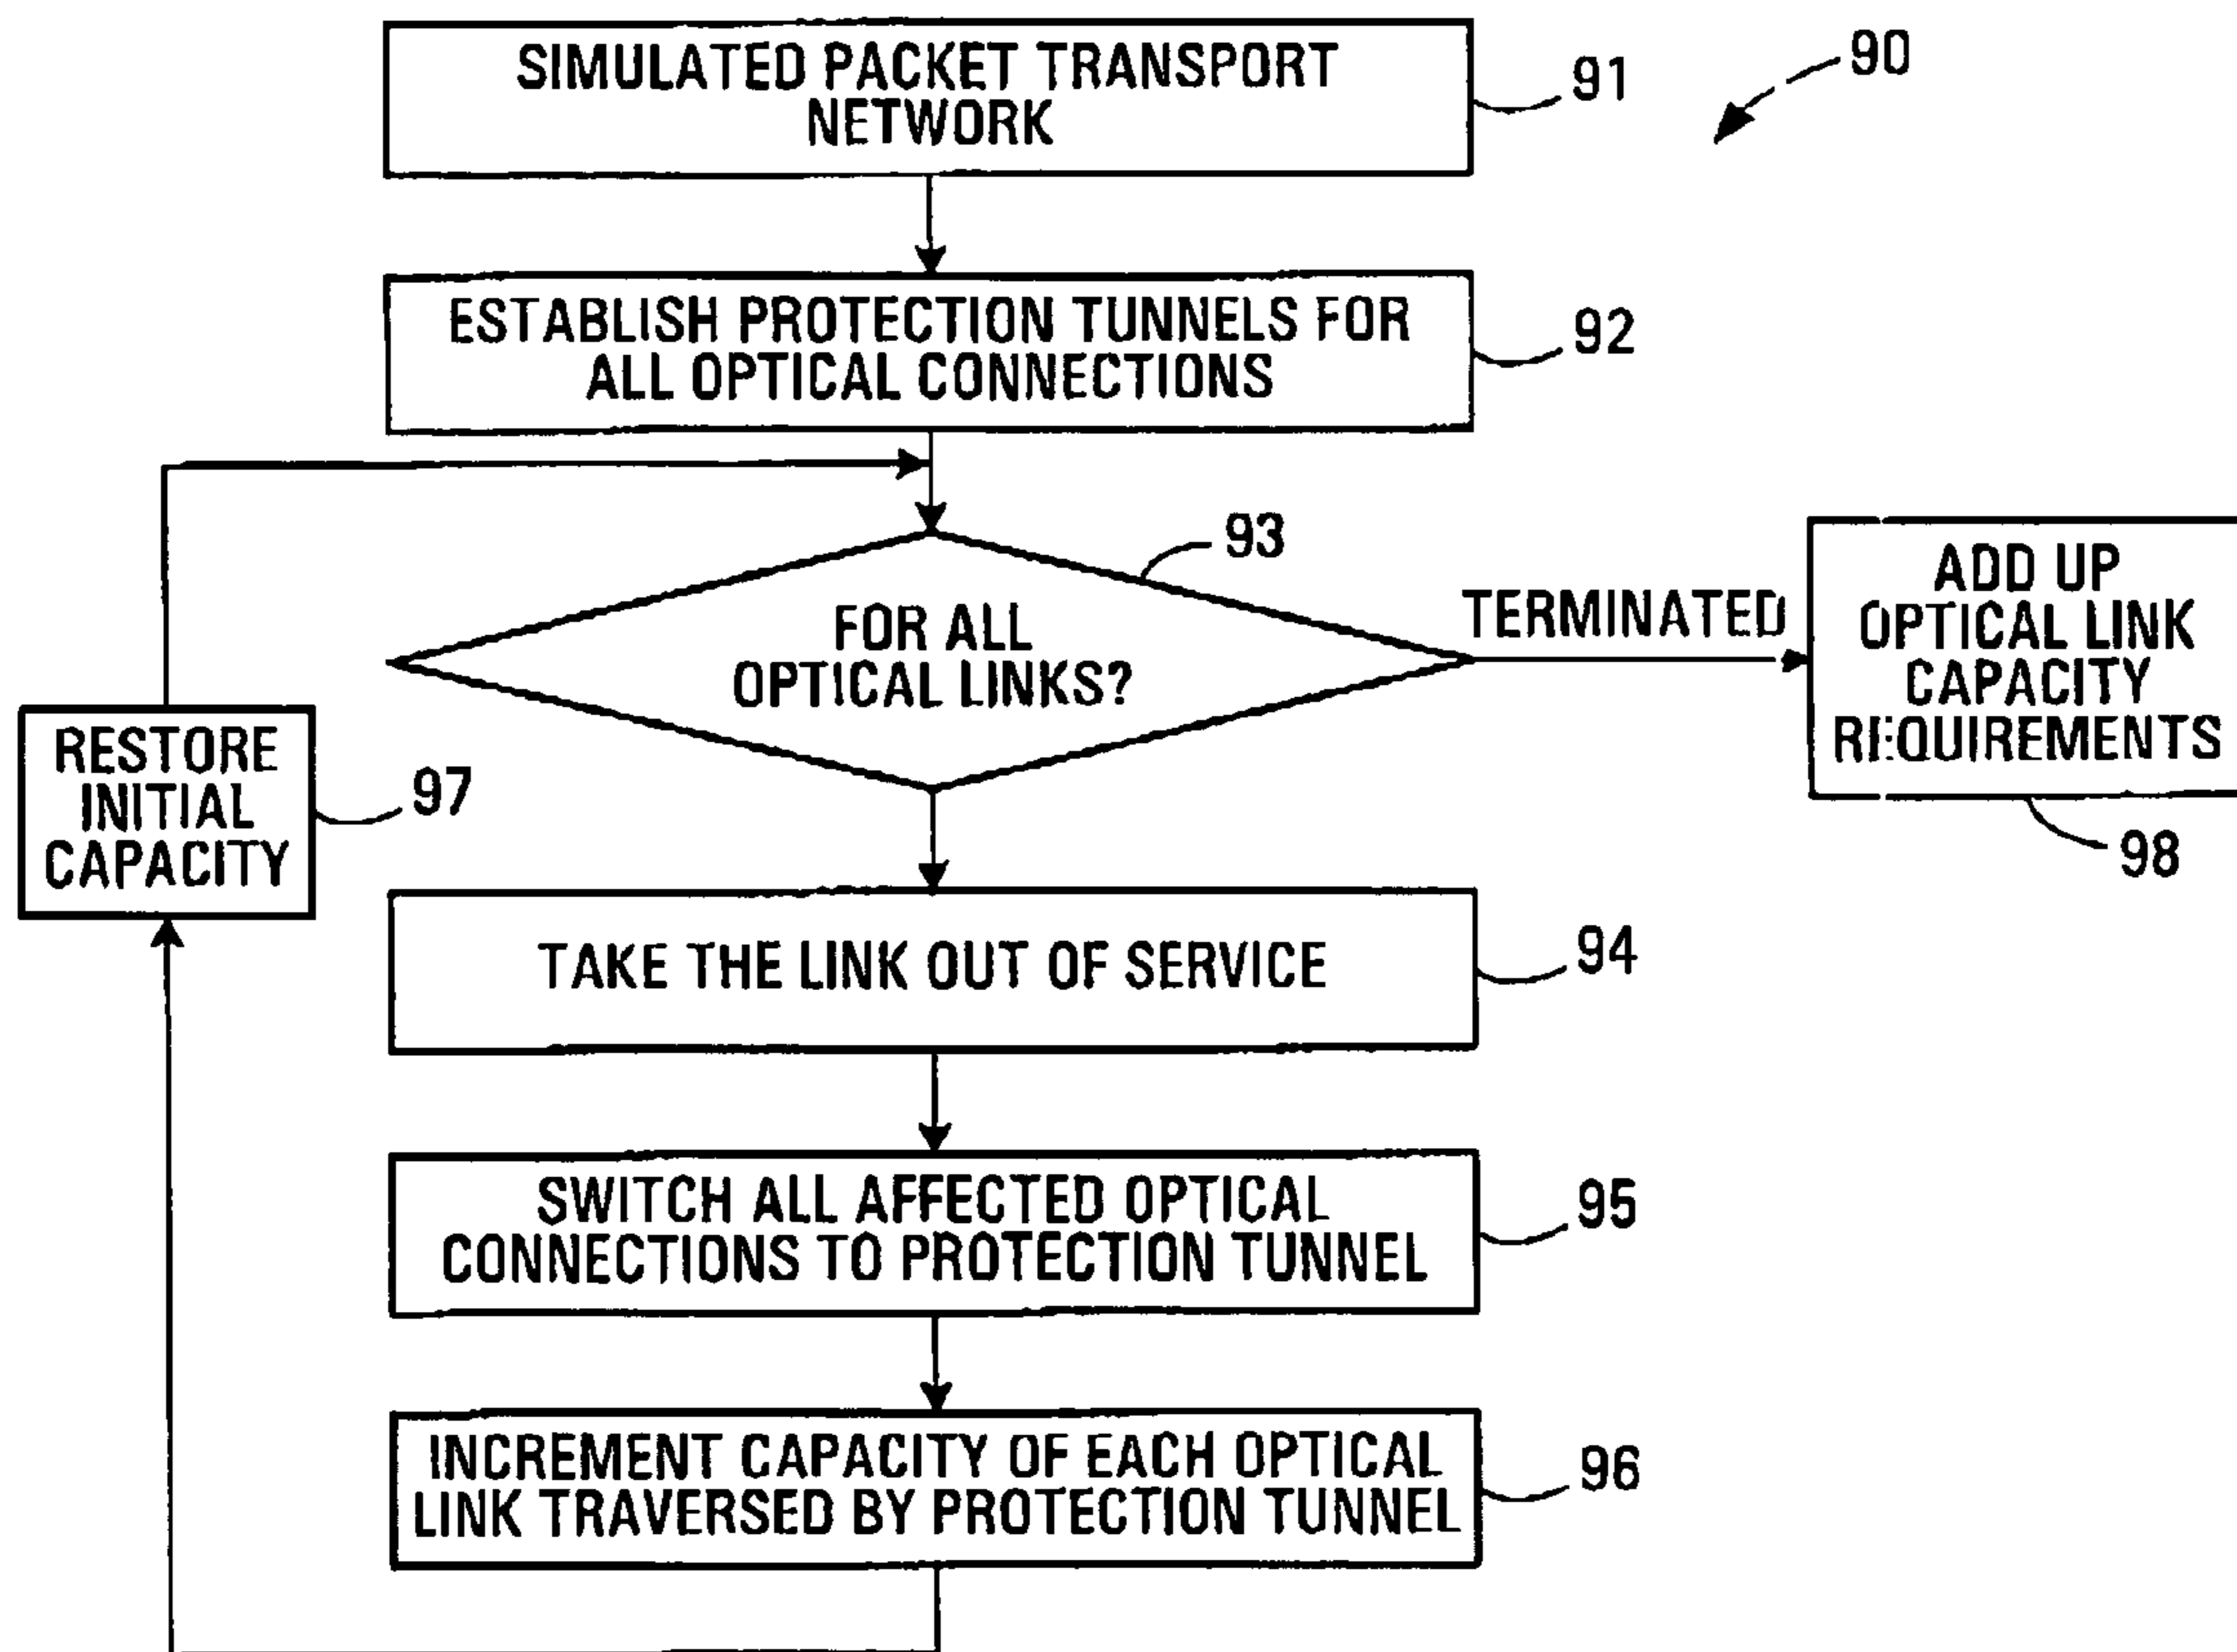 SIMULATED PACKET TRANSPORT
NETWORK
91
90
ESTABLISH PROTECTION TUNNELS FOR
ALL OPTICAL CONNECTIONS
92
93
FOR ALL
OPTICAL LINKS?
TERMINATED
ADD UP
OPTICAL LINK
CAPACITY
REQUIREMENTS
98
RESTORE
INITIAL
CAPACITY
97
TAKE THE LINK OUT OF SERVICE
94
SWITCH ALL AFFECTED OPTICAL
CONNECTIONS TO PROTECTION TUNNEL
95
INCREMENT CAPACITY OF EACH OPTICAL
LINK TRAVERSED BY PROTECTION TUNNEL
96